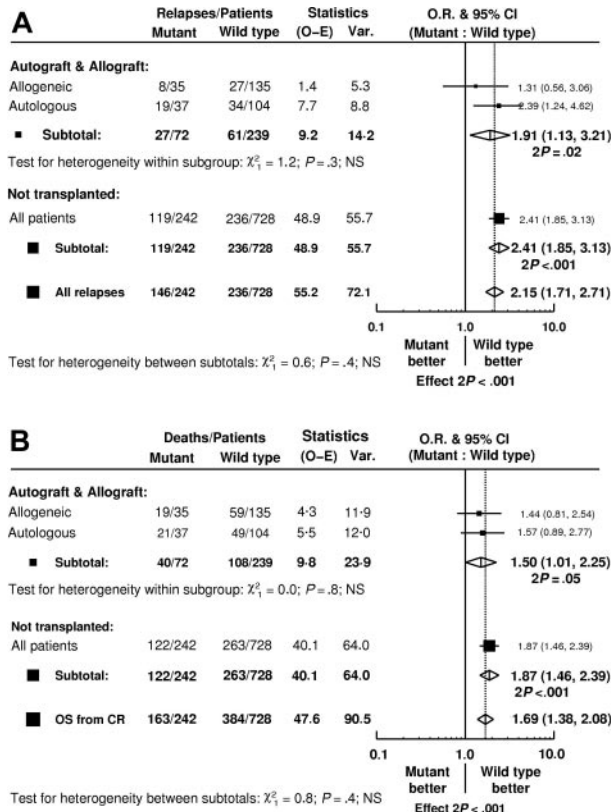 A
Relapses/Patients Statistics O.R. & 95% CI
Mutant Wild type (O–E) Var. (Mutant : Wild type)
Autograft & Allograft:
Allogeneic 8/35 27/135 1.4 5.3 1.31 (0.56, 3.06)
Autologous 19/37 34/104 7.7 8.8 2.39 (1.24, 4.62)
Subtotal: 27/72 61/239 9.2 14·2 1.91 (1.13, 3.21)
2P = .02
Test for heterogeneity within subgroup: χ²₁ = 1.2; P = .3; NS
Not transplanted:
All patients 119/242 236/728 48.9 55.7 2.41 (1.85, 3.13)
Subtotal: 119/242 236/728 48.9 55.7 2.41 (1.85, 3.13)
2P <.001
All relapses 146/242 236/728 55.2 72.1 2.15 (1.71, 2.71)
0.1 1.0 10.0
Mutant better Wild type better
Test for heterogeneity between subtotals: χ²₁ = 0.6; P = .4; NS
Effect 2P < .001
B
Deaths/Patients Statistics O.R. & 95% CI
Mutant Wild type (O–E) Var. (Mutant : Wild type)
Autograft & Allograft:
Allogeneic 19/35 59/135 4·3 11·9 1.44 (0.81, 2.54)
Autologous 21/37 49/104 5·5 12·0 1.57 (0.89, 2.77)
Subtotal: 40/72 108/239 9·8 23·9 1.50 (1.01, 2.25)
2P = .05
Test for heterogeneity within subgroup: χ²₁ = 0.0; P = .8; NS
Not transplanted:
All patients 122/242 263/728 40.1 64.0 1.87 (1.46, 2.39)
Subtotal: 122/242 263/728 40.1 64.0 1.87 (1.46, 2.39)
2P <.001
OS from CR 163/242 384/728 47.6 90.5 1.69 (1.38, 2.08)
0.1 1.0 10.0
Mutant better Wild type better
Test for heterogeneity between subtotals: χ²₁ = 0.8; P = .4; NS
Effect 2P < .001